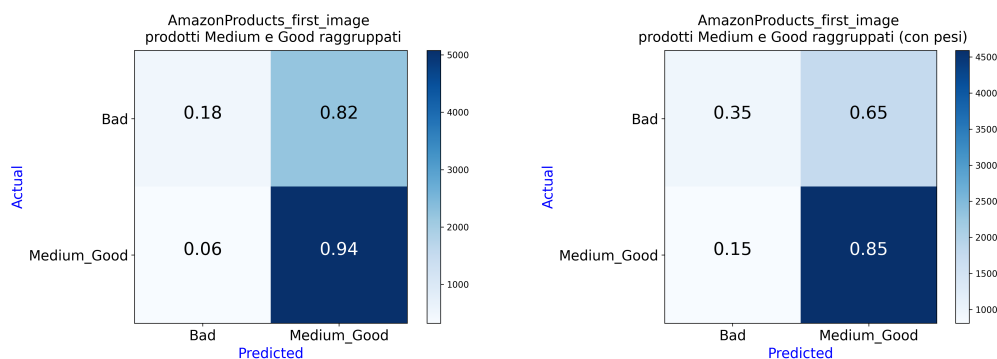 AmazonProducts_first_image
prodotti Medium e Good raggruppati
Actual
Bad
Medium_Good
0.18
0.82
0.06
0.94
Bad
Medium_Good
Predicted
5000
4000
3000
2000
1000
AmazonProducts_first_image
prodotti Medium e Good raggruppati (con pesi)
Actual
Bad
Medium_Good
0.35
0.65
0.15
0.85
Bad
Medium_Good
Predicted
4500
4000
3500
3000
2500
2000
1500
1000